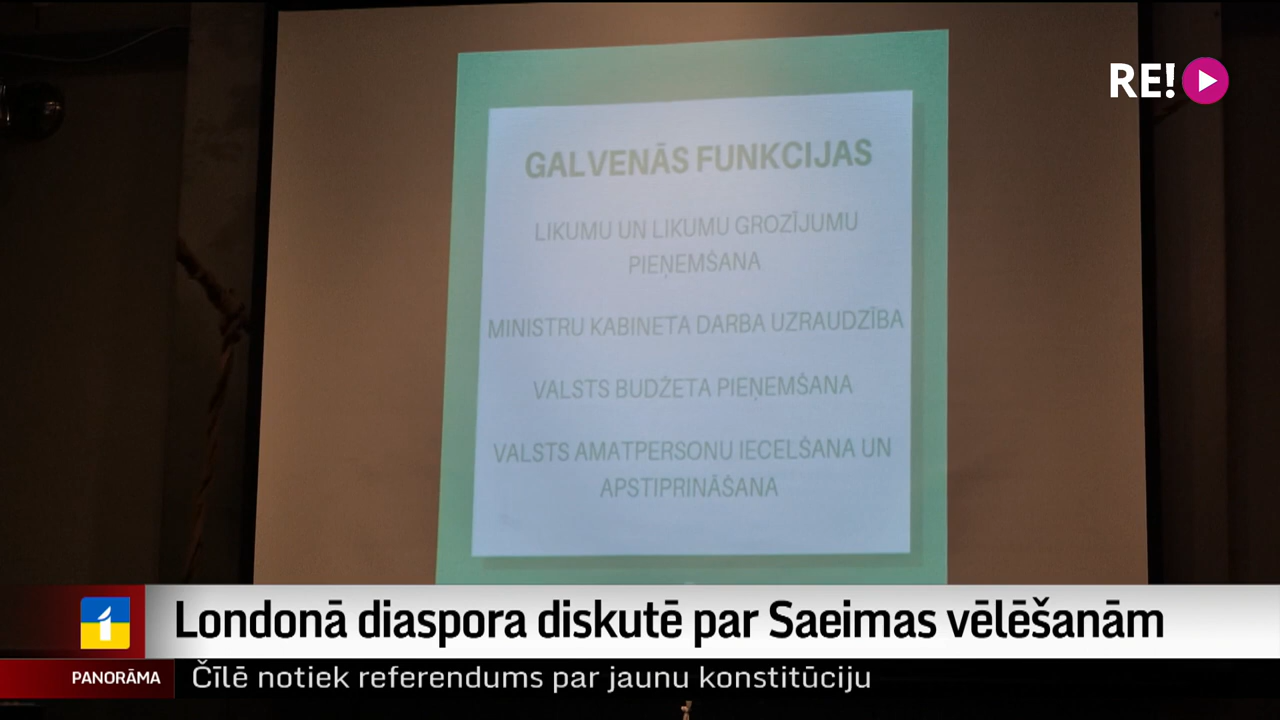 RE!
GALVENĀS FUNKCIJAS
LIKUMU UN LIKUMU GROZĪJUMU
PIEŅEMŠANA
MINISTRU KABINETA DARBA UZRAUDZĪBA
VALSTS BUDŽETA PIEŅEMŠANA
VALSTS AMATPERSONU IECELŠANA UN
APSTIPRINĀŠANA
1
Londonā diaspora diskutē par Saeimas vēlēšanām
PANORĀMA
Čīlē notiek referendums par jaunu konstitūciju